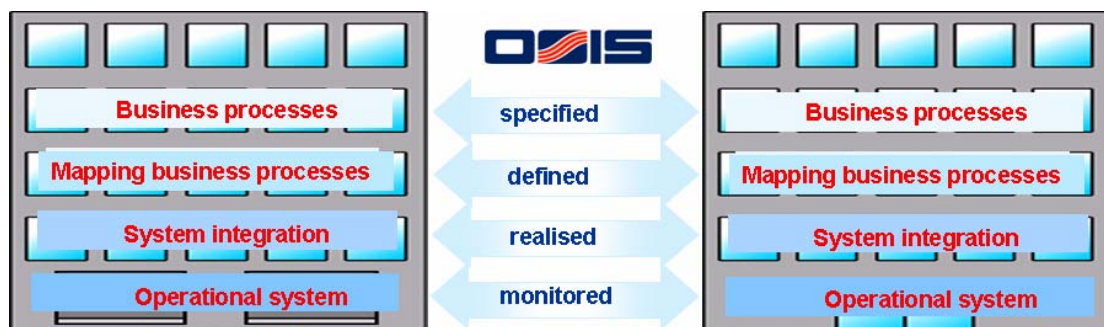 OSIS
Business processes specified Business processes
Mapping business processes defined Mapping business processes
System integration realised System integration
Operational system monitored Operational system